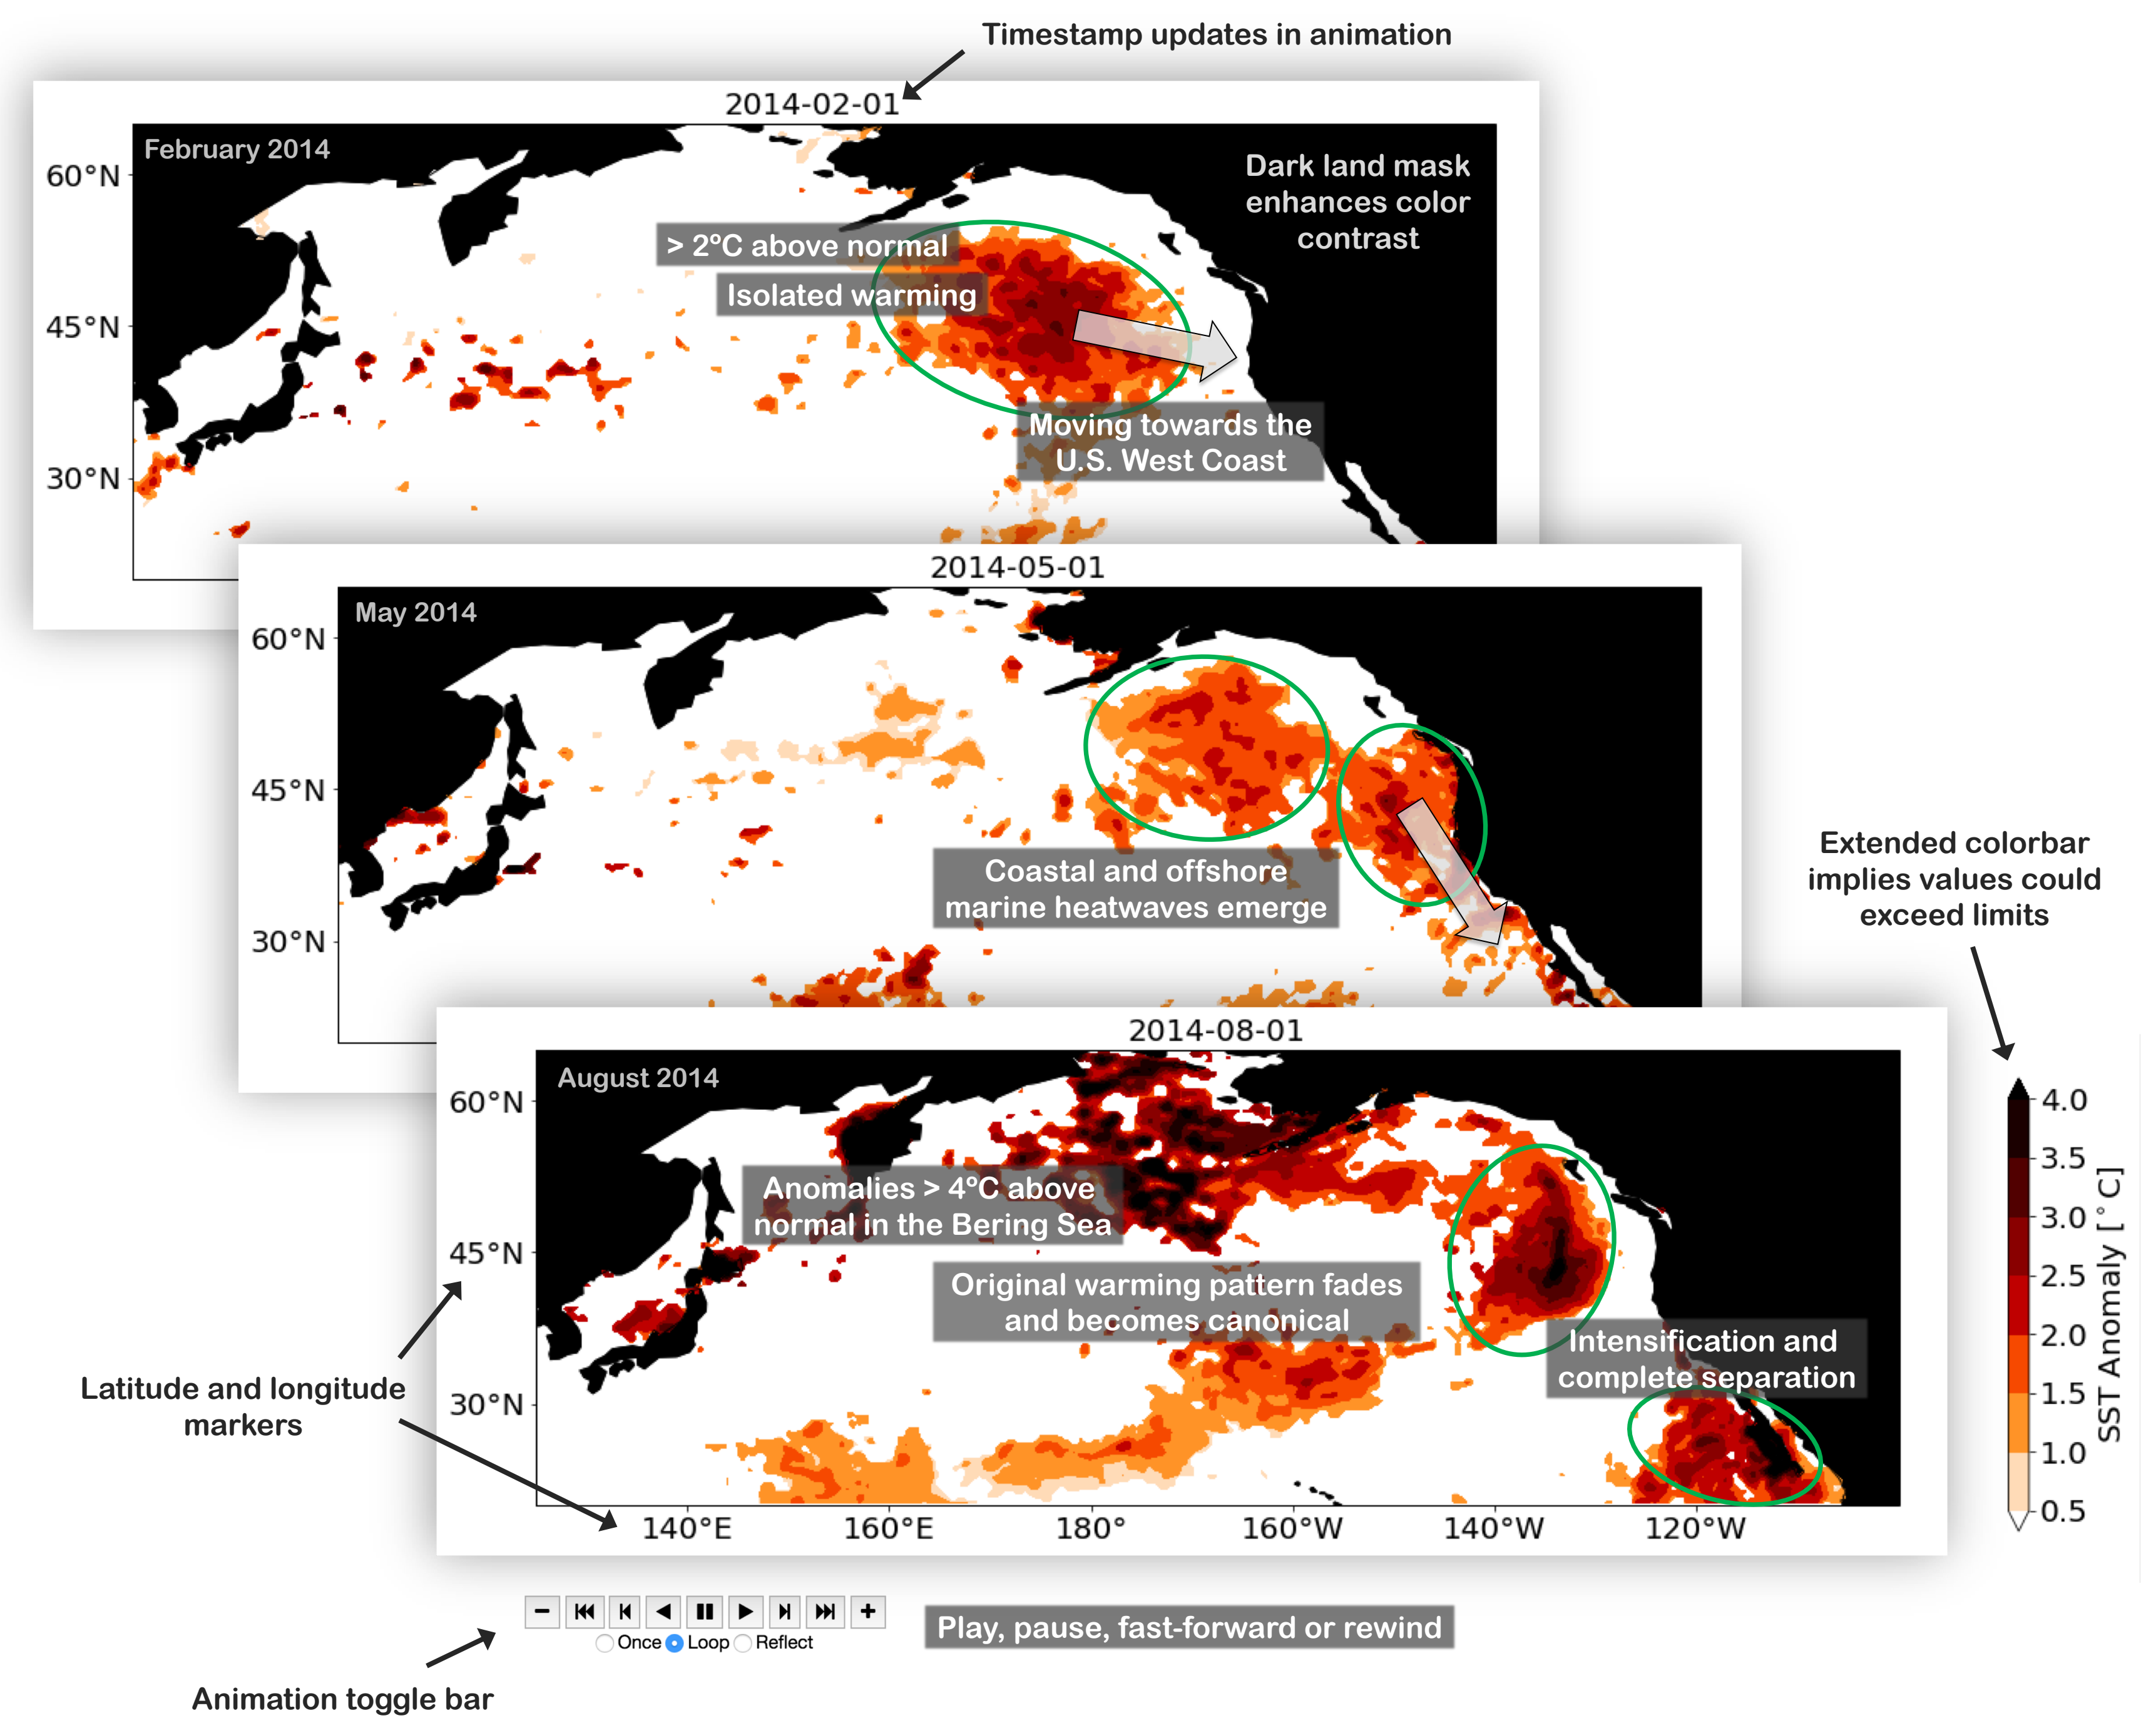 Timestamp updates in animation
2014-02-01
February 2014
60°N
45°N
30°N
Dark land mask
enhances color
contrast
> 2ºC above normal
Isolated warming
Moving towards the
U.S. West Coast
2014-05-01
May 2014
60°N
45°N
30°N
Coastal and offshore
marine heatwaves emerge
Extended colorbar
implies values could
exceed limits
2014-08-01
August 2014
60°N
45°N
30°N
Anomalies > 4ºC above
normal in the Bering Sea
Original warming pattern fades
and becomes canonical
Intensification and
complete separation
140°E 160°E 180° 160°W 140°W 120°W
4.0
3.5
3.0
2.5
2.0
1.5
1.0
0.5
SST Anomaly [°C]
Latitude and longitude
markers
Once Loop Reflect
Play, pause, fast-forward or rewind
Animation toggle bar